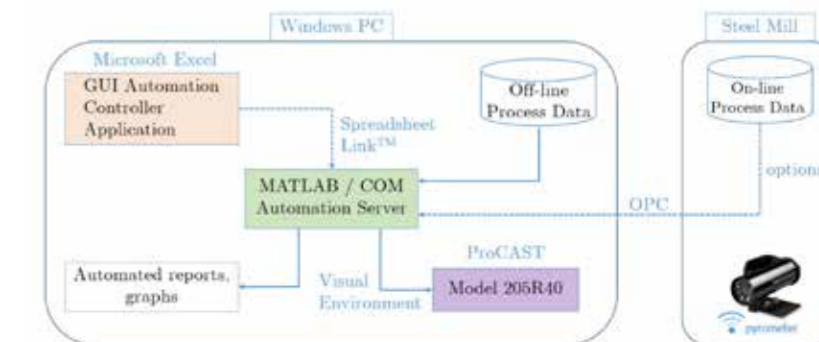 Windows PC
Steel Mill
Microsoft Excel
GUI Automation
Controller
Application
Off-line
Process Data
On-line
Process Data
Spreadsheet
Link™
option
MATLAB / COM
Automation Server
OPC
ProCAST
Automated reports,
graphs
Visual
Environment
Model 205R40
pyrometer